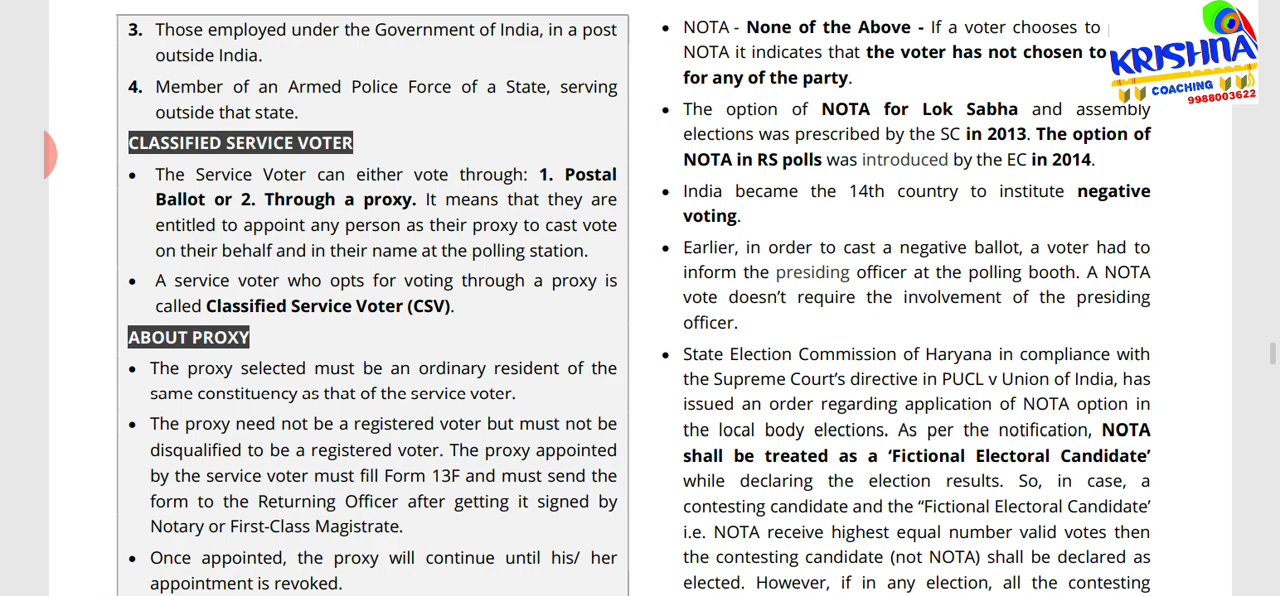 3. Those employed under the Government of India, in a post
outside India.
4. Member of an Armed Police Force of a State, serving
outside that state.
CLASSIFIED SERVICE VOTER
• The Service Voter can either vote through: 1. Postal
Ballot or 2. Through a proxy. It means that they are
entitled to appoint any person as their proxy to cast vote
on their behalf and in their name at the polling station.
• A service voter who opts for voting through a proxy is
called Classified Service Voter (CSV).
ABOUT PROXY
• The proxy selected must be an ordinary resident of the
same constituency as that of the service voter.
• The proxy need not be a registered voter but must not be
disqualified to be a registered voter. The proxy appointed
by the service voter must fill Form 13F and must send the
form to the Returning Officer after getting it signed by
Notary or First-Class Magistrate.
• Once appointed, the proxy will continue until his/ her
appointment is revoked.
• NOTA - None of the Above - If a voter chooses to
NOTA it indicates that the voter has not chosen to
for any of the party.
• The option of NOTA for Lok Sabha and assembly
elections was prescribed by the SC in 2013. The option of
NOTA in RS polls was introduced by the EC in 2014.
• India became the 14th country to institute negative
voting.
• Earlier, in order to cast a negative ballot, a voter had to
inform the presiding officer at the polling booth. A NOTA
vote doesn’t require the involvement of the presiding
officer.
• State Election Commission of Haryana in compliance with
the Supreme Court’s directive in PUCL v Union of India, has
issued an order regarding application of NOTA option in
the local body elections. As per the notification, NOTA
shall be treated as a ‘Fictional Electoral Candidate’
while declaring the election results. So, in case, a
contesting candidate and the “Fictional Electoral Candidate’
i.e. NOTA receive highest equal number valid votes then
the contesting candidate (not NOTA) shall be declared as
elected. However, if in any election, all the contesting
KRISHNA
COACHING
9988003622